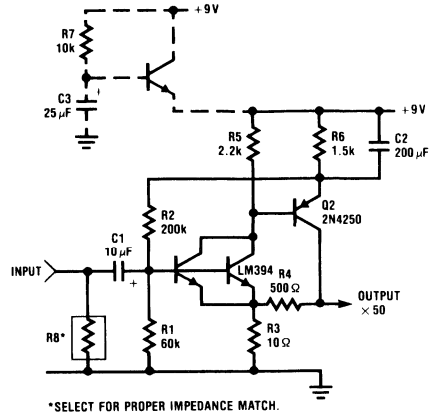 +9V
R7
10k
C3
25 µF
+
+9V
R5
2.2k
R6
1.5k
C2
200 µF
Q2
2N4250
R2
200k
C1
10 µF
+
INPUT
LM394
R4
500 Ω
OUTPUT
× 50
R8*
R1
60k
R3
10 Ω
*SELECT FOR PROPER IMPEDANCE MATCH.